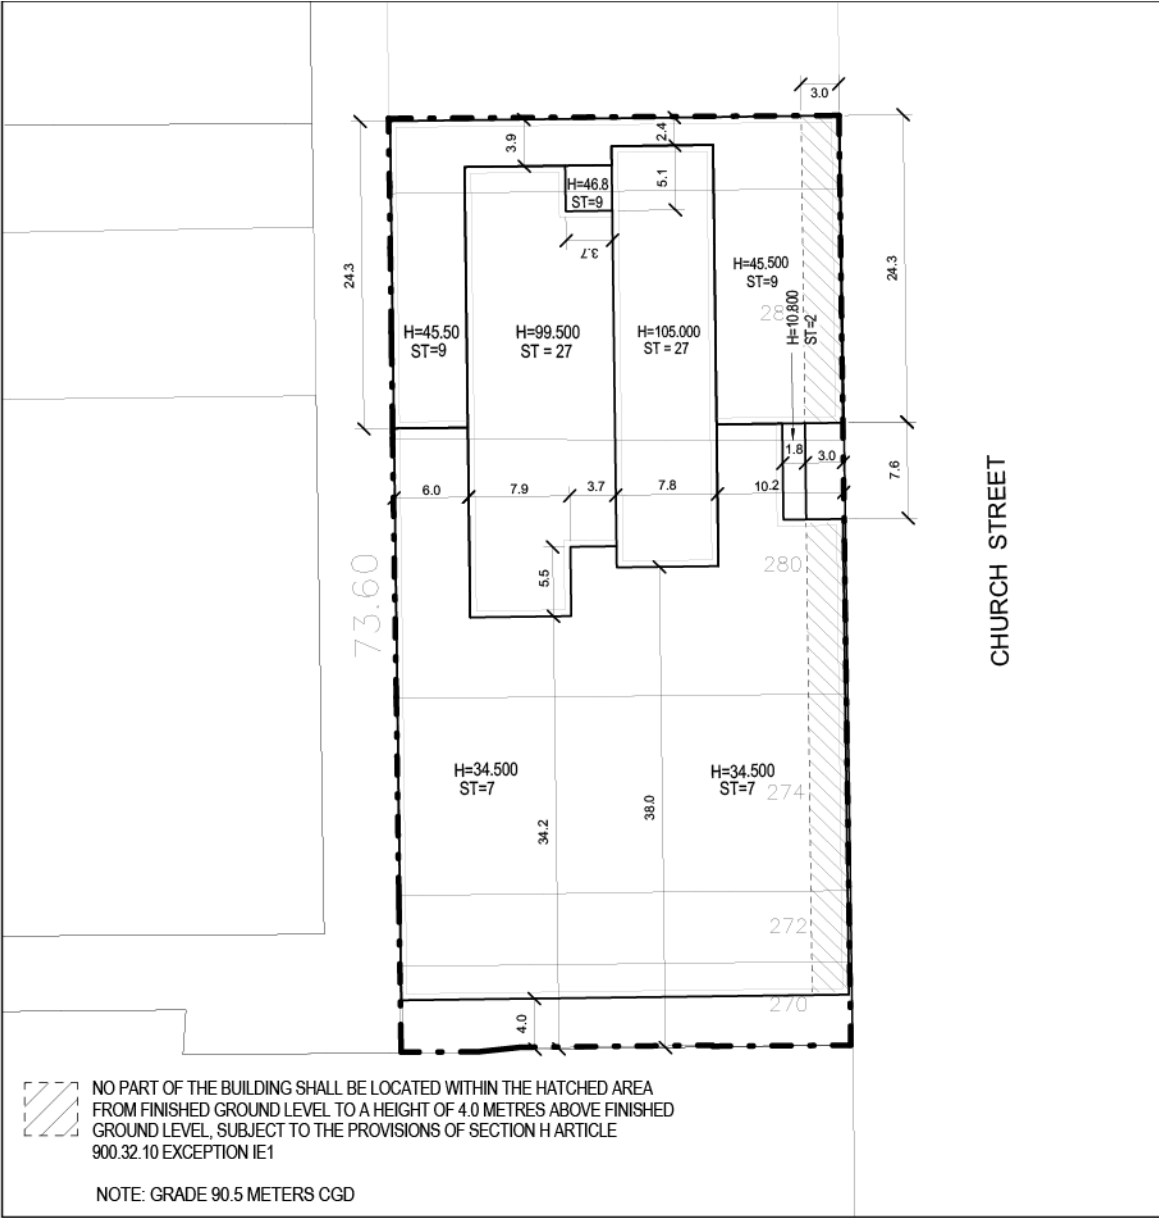 3.0
3.9
2.4
5.1
H=46.8
ST=9
3.7
24.3
24.3
H=45.500
ST=9
28
H=10.800
ST=2
H=45.50
ST=9
H=99.500
ST = 27
H=105.000
ST = 27
1.8
3.0
7.6
6.0
7.9
3.7
7.8
10.2
CHURCH STREET
73.60
5.5
280
H=34.500
ST=7
H=34.500
ST=7
274
34.2
38.0
272
270
4.0
NO PART OF THE BUILDING SHALL BE LOCATED WITHIN THE HATCHED AREA
FROM FINISHED GROUND LEVEL TO A HEIGHT OF 4.0 METRES ABOVE FINISHED
GROUND LEVEL, SUBJECT TO THE PROVISIONS OF SECTION H ARTICLE
900.32.10 EXCEPTION IE1
NOTE: GRADE 90.5 METERS CGD